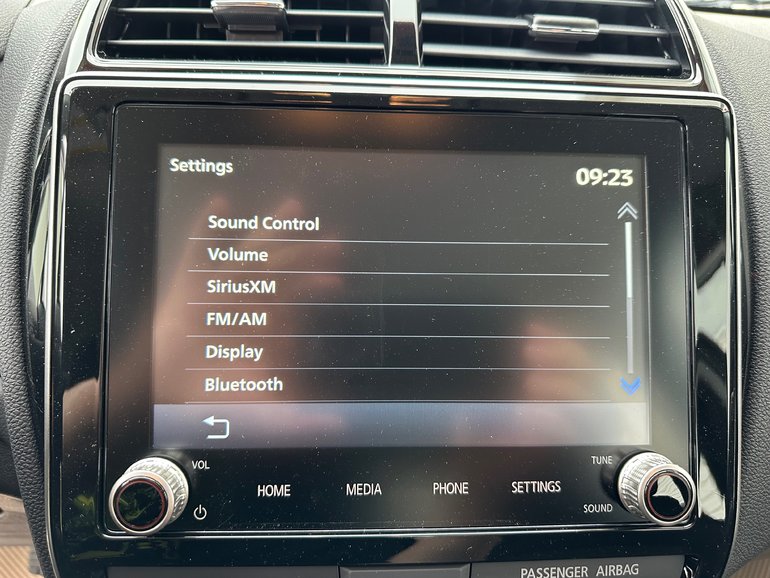 Settings
09:23
Sound Control
Volume
SiriusXM
FM/AM
Display
Bluetooth
VOL
TUNE
HOME
MEDIA
PHONE
SETTINGS
SOUND
PASSENGER AIRBAG